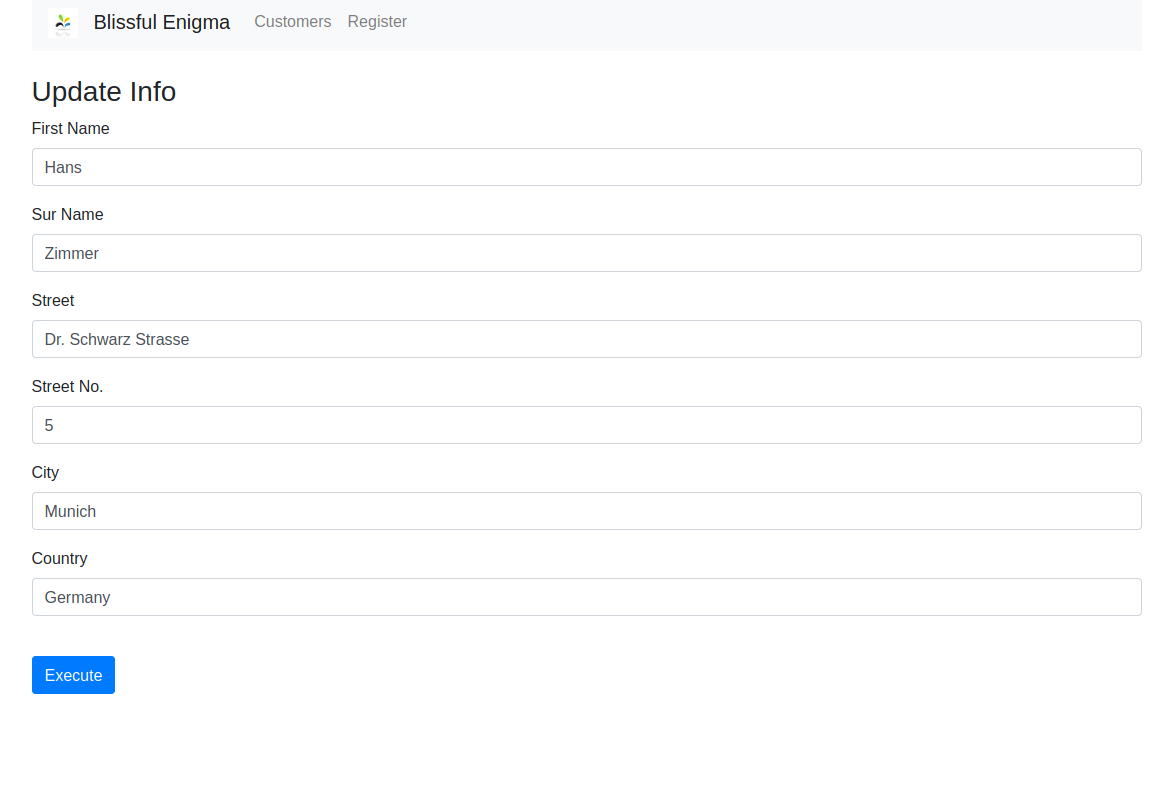 Blissful Enigma Customers Register
Update Info
First Name
Hans
Sur Name
Zimmer
Street
Dr. Schwarz Strasse
Street No.
5
City
Munich
Country
Germany
Execute